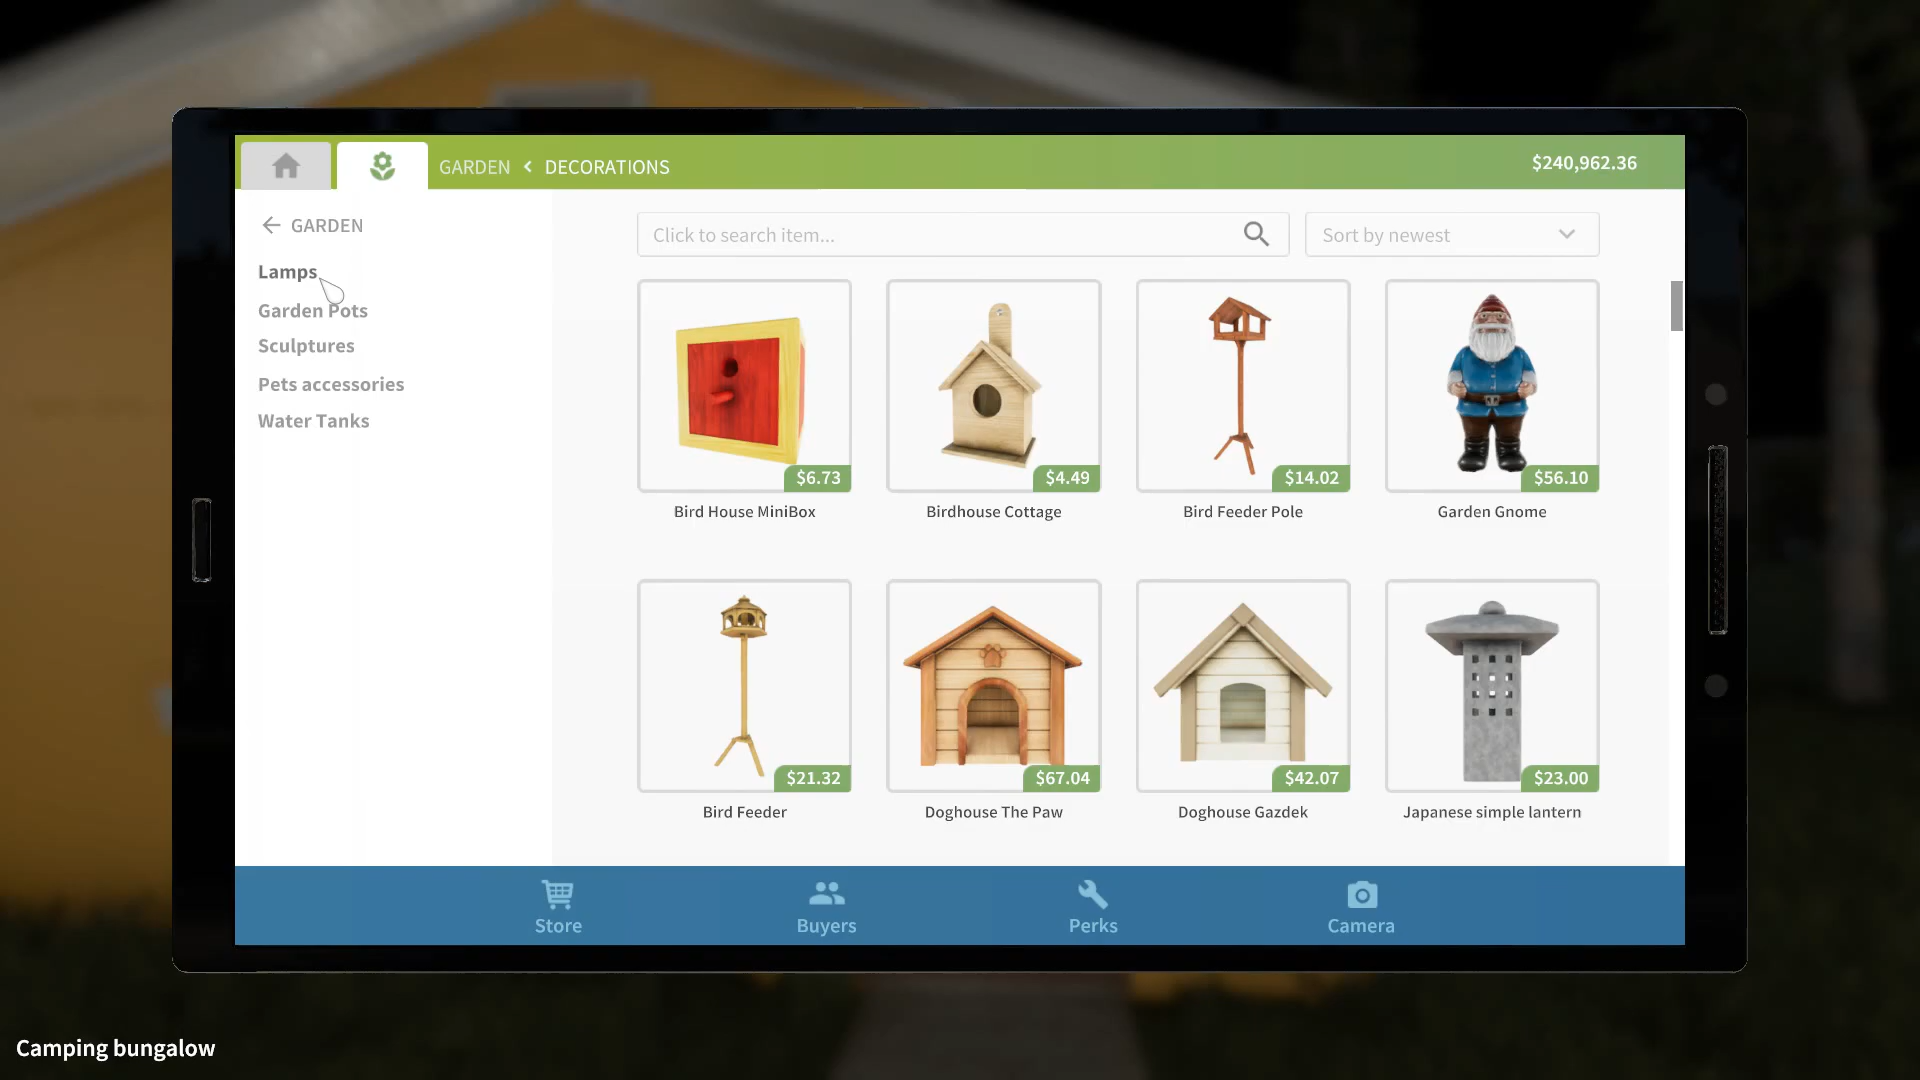 GARDEN < DECORATIONS
$240,962.36
GARDEN
Lamps
Garden Pots
Sculptures
Pets accessories
Water Tanks
Click to search item...
Sort by newest
$6.73
$4.49
$14.02
$56.10
Bird House MiniBox
Birdhouse Cottage
Bird Feeder Pole
Garden Gnome
$21.32
$67.04
$42.07
$23.00
Bird Feeder
Doghouse The Paw
Doghouse Gazdek
Japanese simple lantern
Store
Buyers
Perks
Camera
Camping bungalow